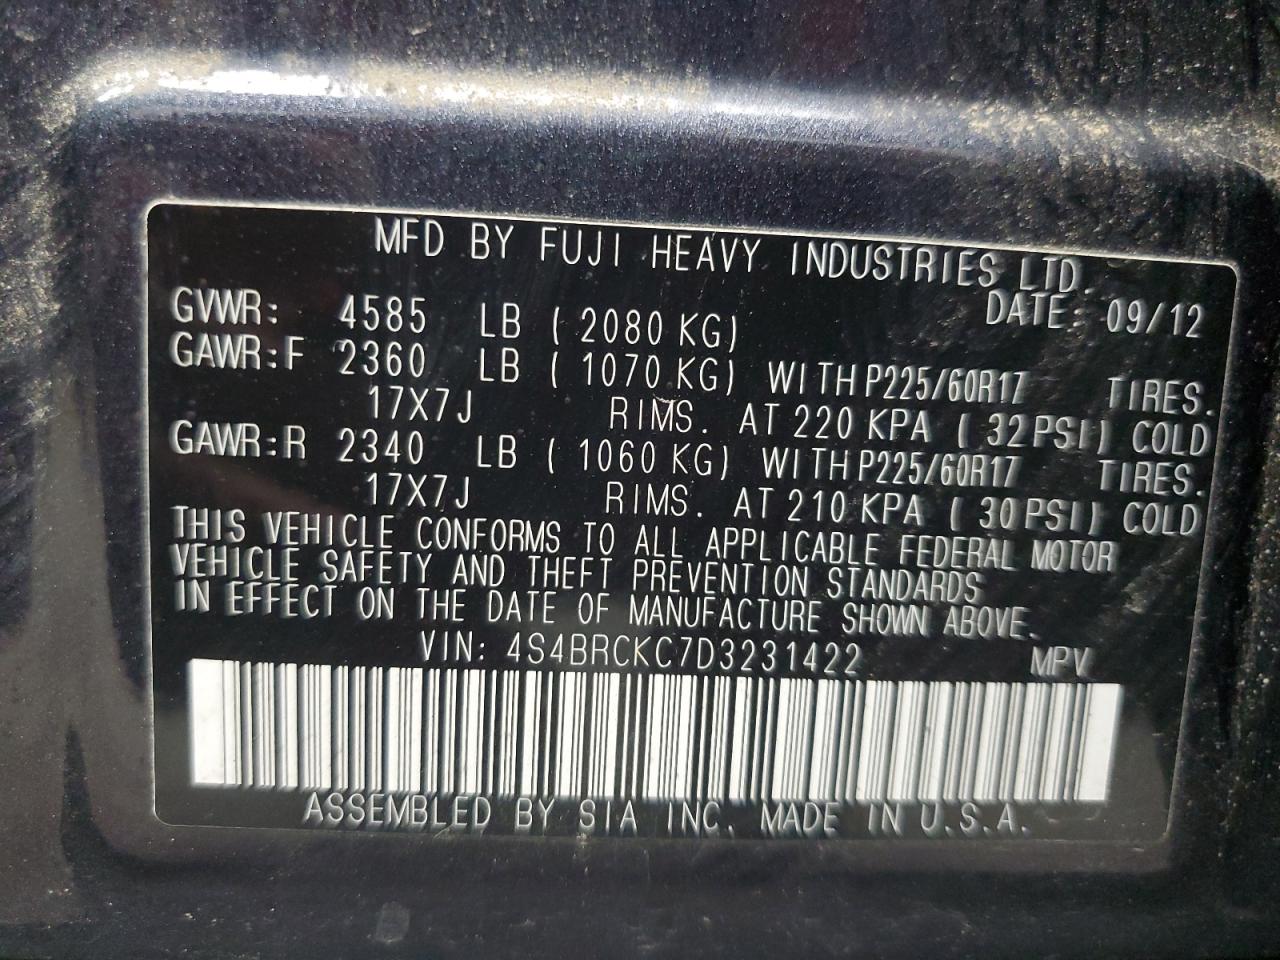 MFD BY FUJI HEAVY INDUSTRIES LTD.
DATE: 09/12
GVWR: 4585 LB ( 2080 KG)
GAWR:F 2360 LB ( 1070 KG) WITH P225/60R17 TIRES.
17X7J RIMS. AT 220 KPA ( 32PSI) COLD
GAWR:R 2340 LB ( 1060 KG) WITH P225/60R17 TIRES.
17X7J RIMS. AT 210 KPA ( 30PSI) COLD
THIS VEHICLE CONFORMS TO ALL APPLICABLE FEDERAL MOTOR
VEHICLE SAFETY AND THEFT PREVENTION STANDARDS
IN EFFECT ON THE DATE OF MANUFACTURE SHOWN ABOVE.
VIN: 4S4BRCKC7D3231422 MPV
ASSEMBLED BY SIA INC. MADE IN U.S.A.